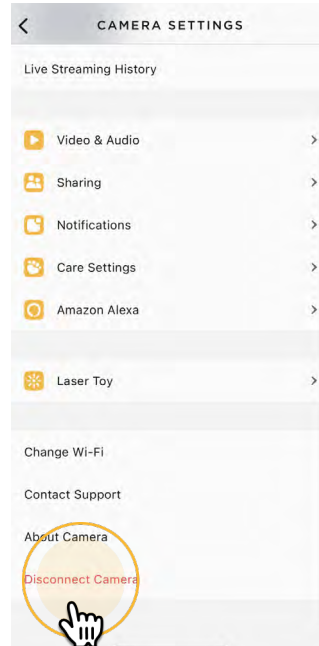 CAMERA SETTINGS
Live Streaming History
Video & Audio
Sharing
Notifications
Care Settings
Amazon Alexa
Laser Toy
Change Wi-Fi
Contact Support
About Camera
Disconnect Camera